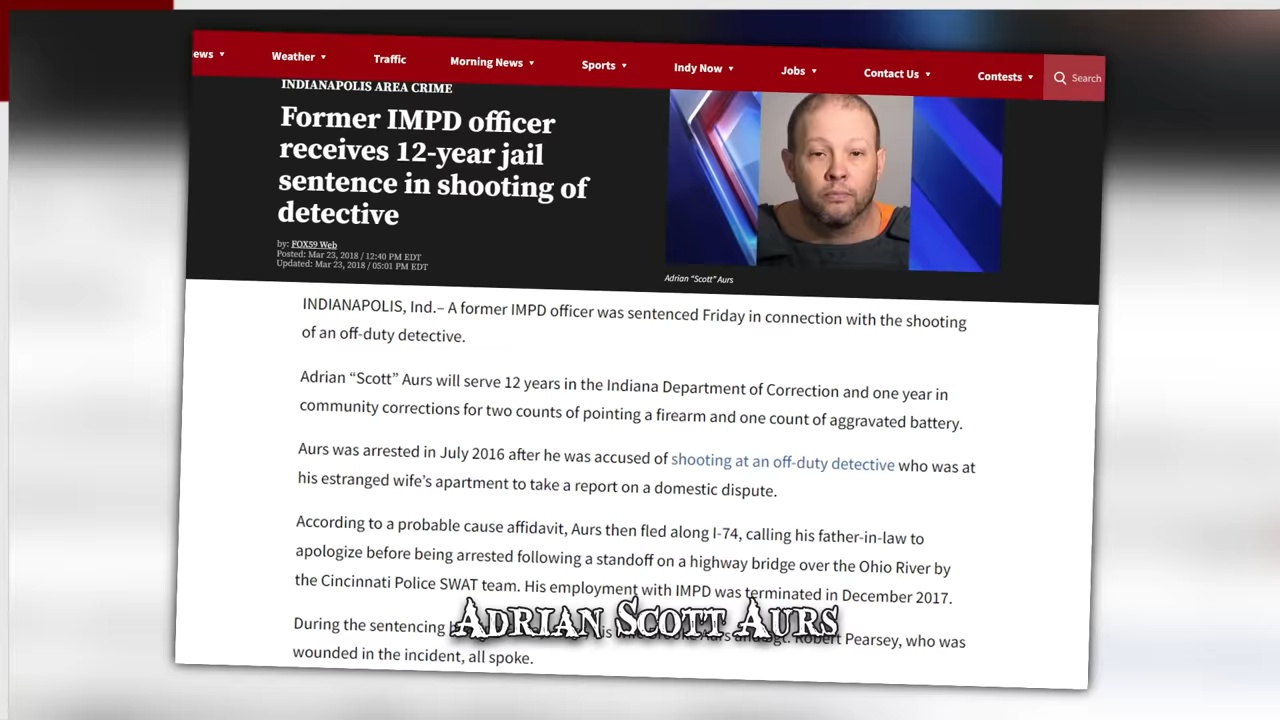 ews
Weather
Traffic
Morning News
Sports
Indy Now
Jobs
Contact Us
Contests
Search
INDIANAPOLIS AREA CRIME
Former IMPD officer
receives 12-year jail
sentence in shooting of
detective
by: FOX59 Web
Posted: Mar 23, 2018 / 12:40 PM EDT
Updated: Mar 23, 2018 / 05:01 PM EDT
Adrian “Scott” Aurs
INDIANAPOLIS, Ind.– A former IMPD officer was sentenced Friday in connection with the shooting
of an off-duty detective.
Adrian “Scott” Aurs will serve 12 years in the Indiana Department of Correction and one year in
community corrections for two counts of pointing a firearm and one count of aggravated battery.
Aurs was arrested in July 2016 after he was accused of shooting at an off-duty detective who was at
his estranged wife’s apartment to take a report on a domestic dispute.
According to a probable cause affidavit, Aurs then fled along I-74, calling his father-in-law to
apologize before being arrested following a standoff on a highway bridge over the Ohio River by
the Cincinnati Police SWAT team. His employment with IMPD was terminated in December 2017.
During the sentencing Robert Pearsey, who was
wounded in the incident, all spoke.
Adrian Scott Aurs